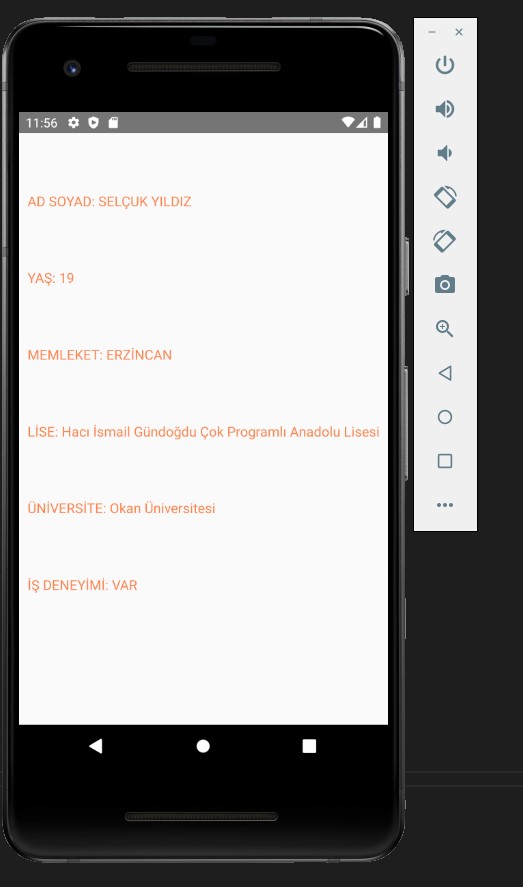 11:56
AD SOYAD: SELÇUK YILDIZ
YAŞ: 19
MEMLEKET: ERZİNCAN
LİSE: Hacı İsmail Gündoğdu Çok Programlı Anadolu Lisesi
ÜNİVERSİTE: Okan Üniversitesi
İŞ DENEYİMİ: VAR